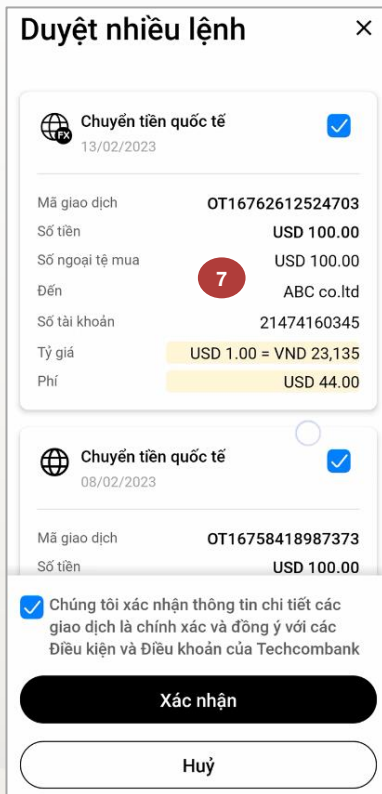 Duyệt nhiều lệnh
FX
Chuyển tiền quốc tế
13/02/2023
Mã giao dịch OT16762612524703
Số tiền USD 100.00
Số ngoại tệ mua USD 100.00
7
Đến ABC co.ltd
Số tài khoản 21474160345
Tỷ giá USD 1.00 = VND 23,135
Phí USD 44.00
Chuyển tiền quốc tế
08/02/2023
Mã giao dịch OT16758418987373
Số tiền USD 100.00
Chúng tôi xác nhận thông tin chi tiết các
giao dịch là chính xác và đồng ý với các
Điều kiện và Điều khoản của Techcombank
Xác nhận
Huỷ